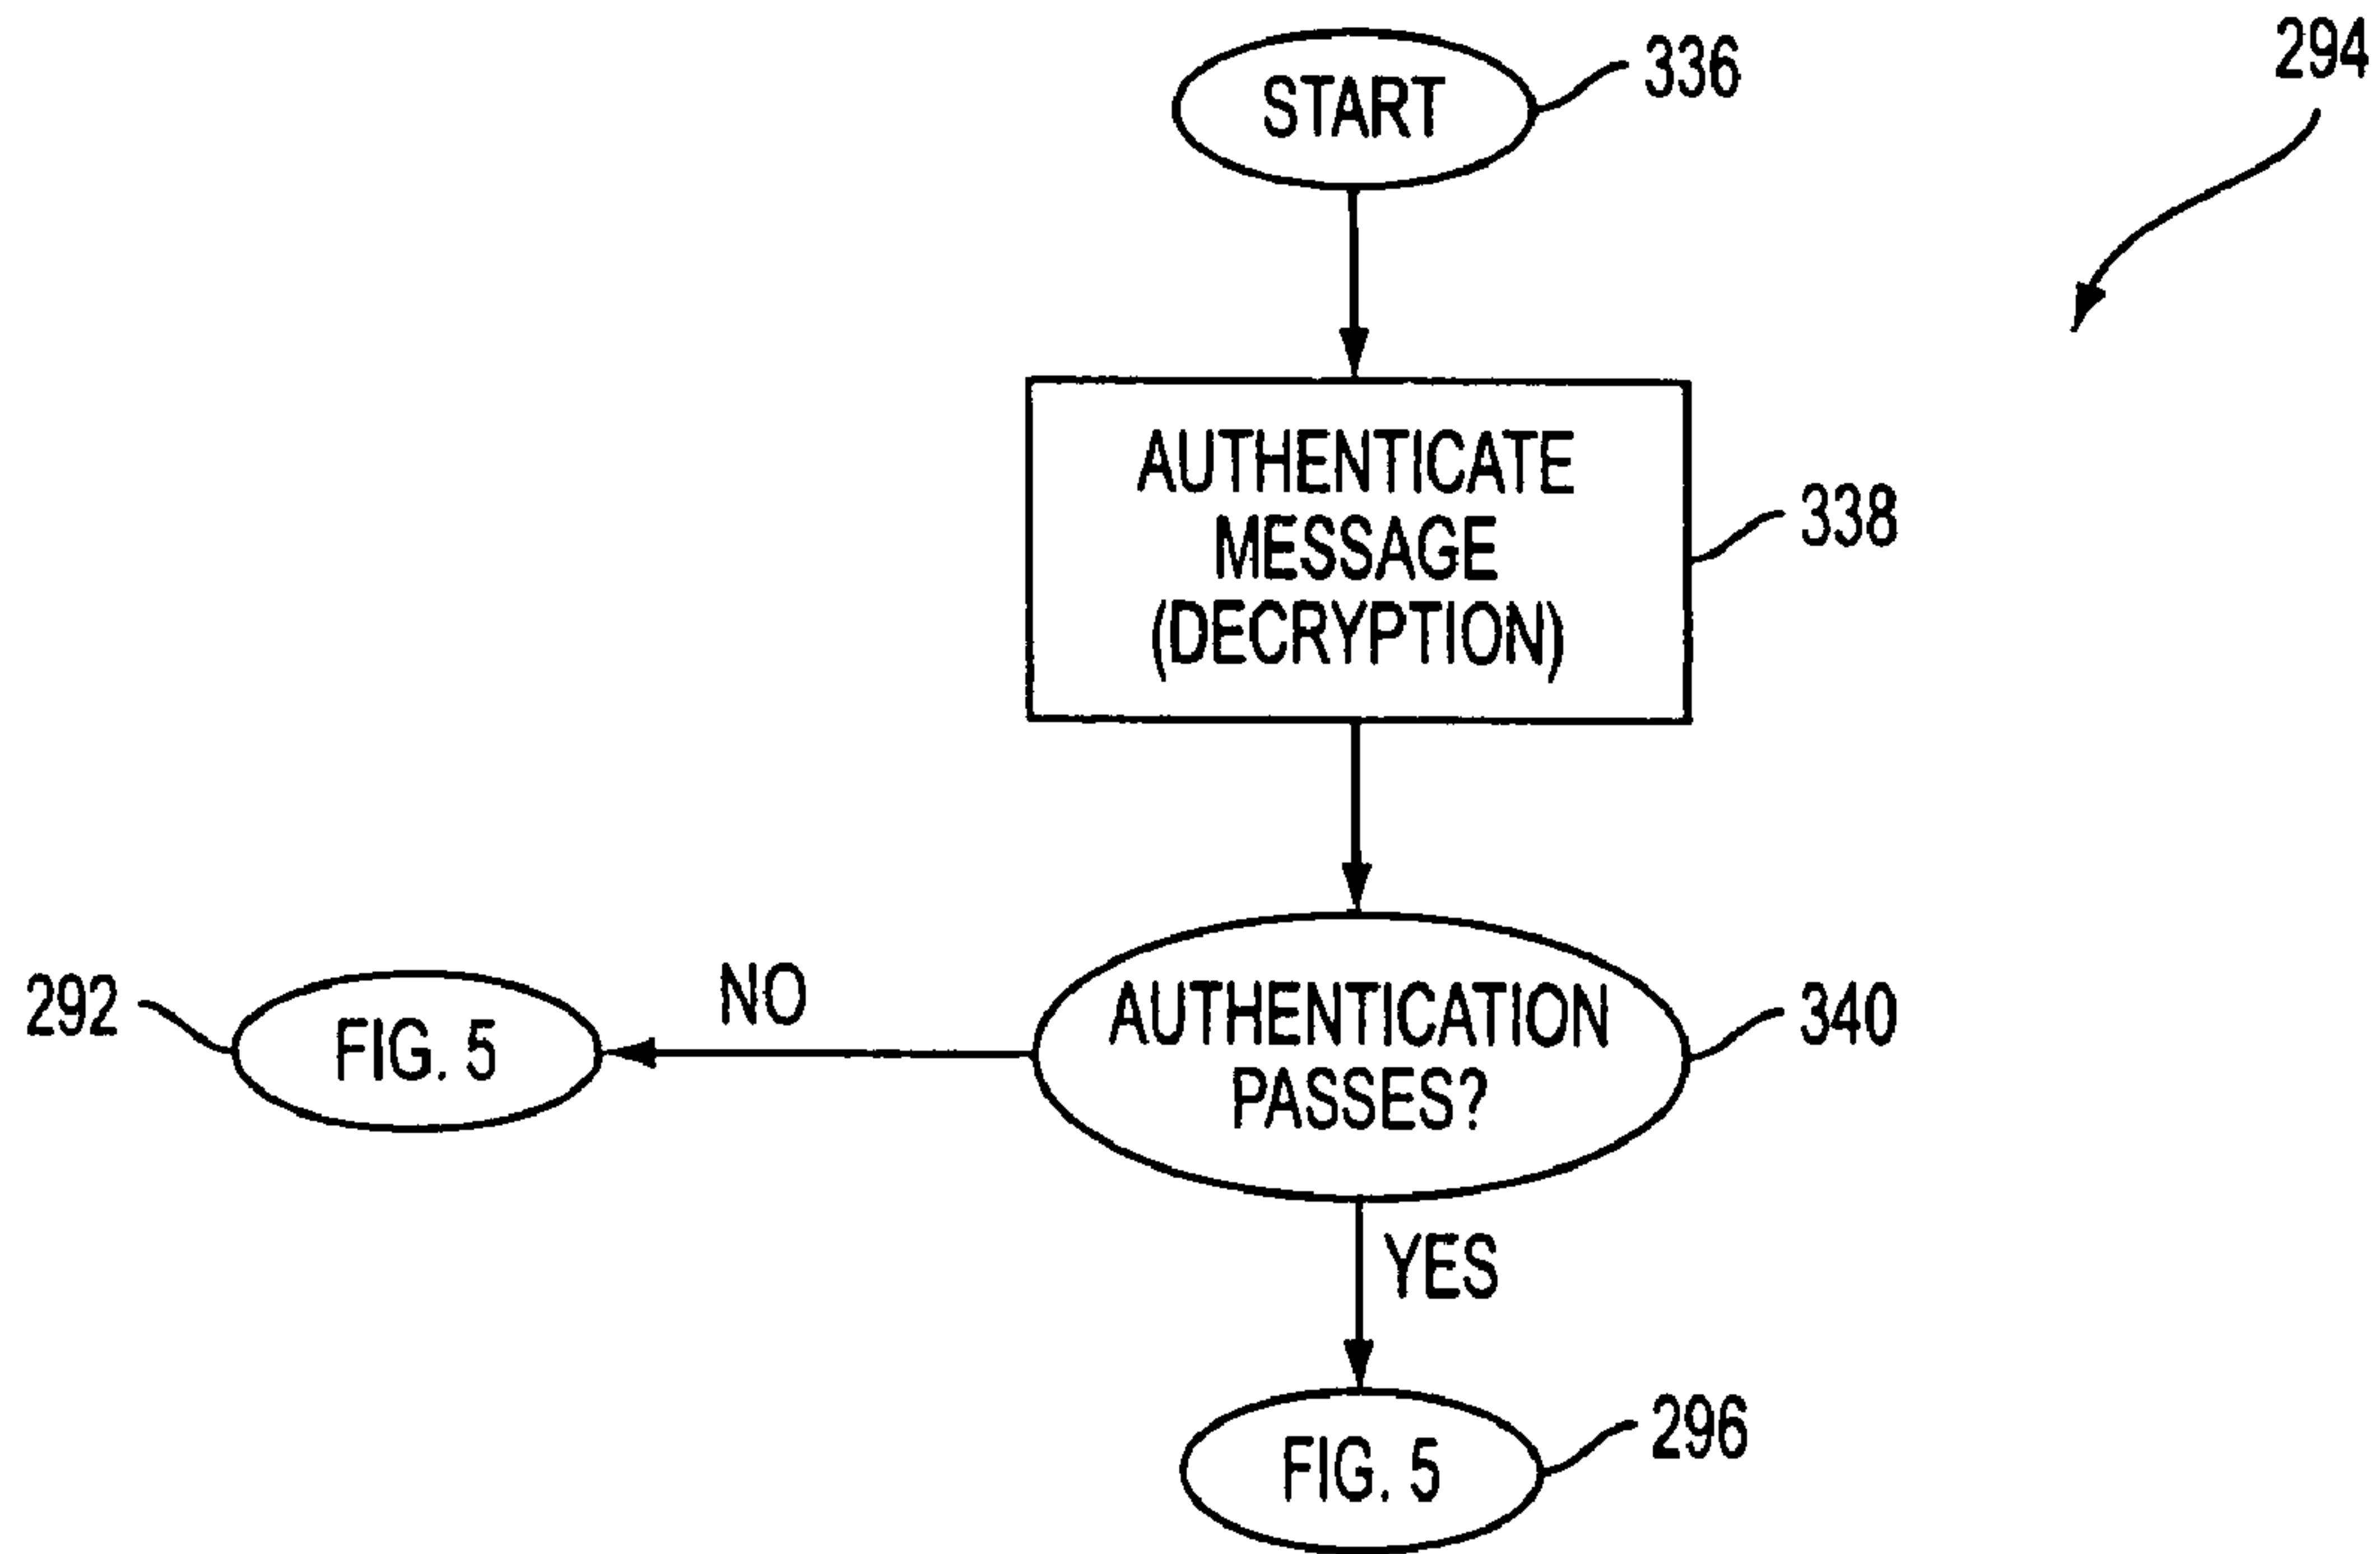 294
START
336
AUTHENTICATE
MESSAGE
(DECRYPTION)
338
AUTHENTICATION
PASSES?
340
NO
FIG. 5
292
YES
FIG. 5
296